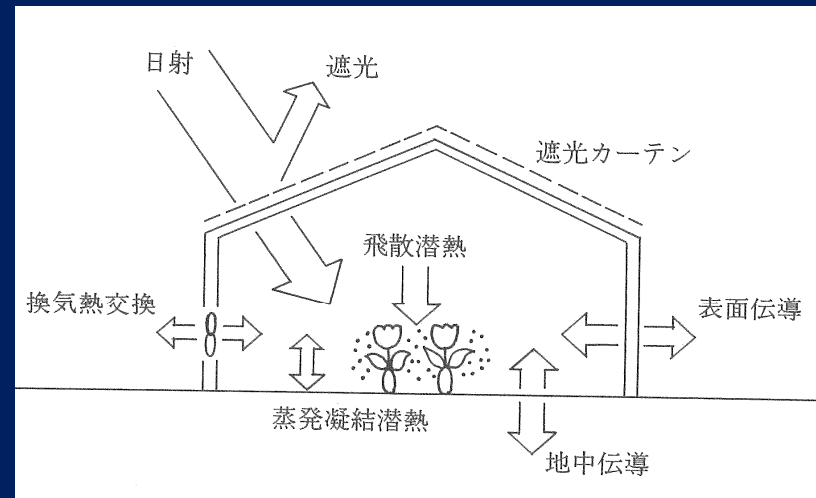 日射
遮光
遮光カーテン
飛散潜熱
換気熱交換
表面伝導
蒸発凝結潜熱
地中伝導